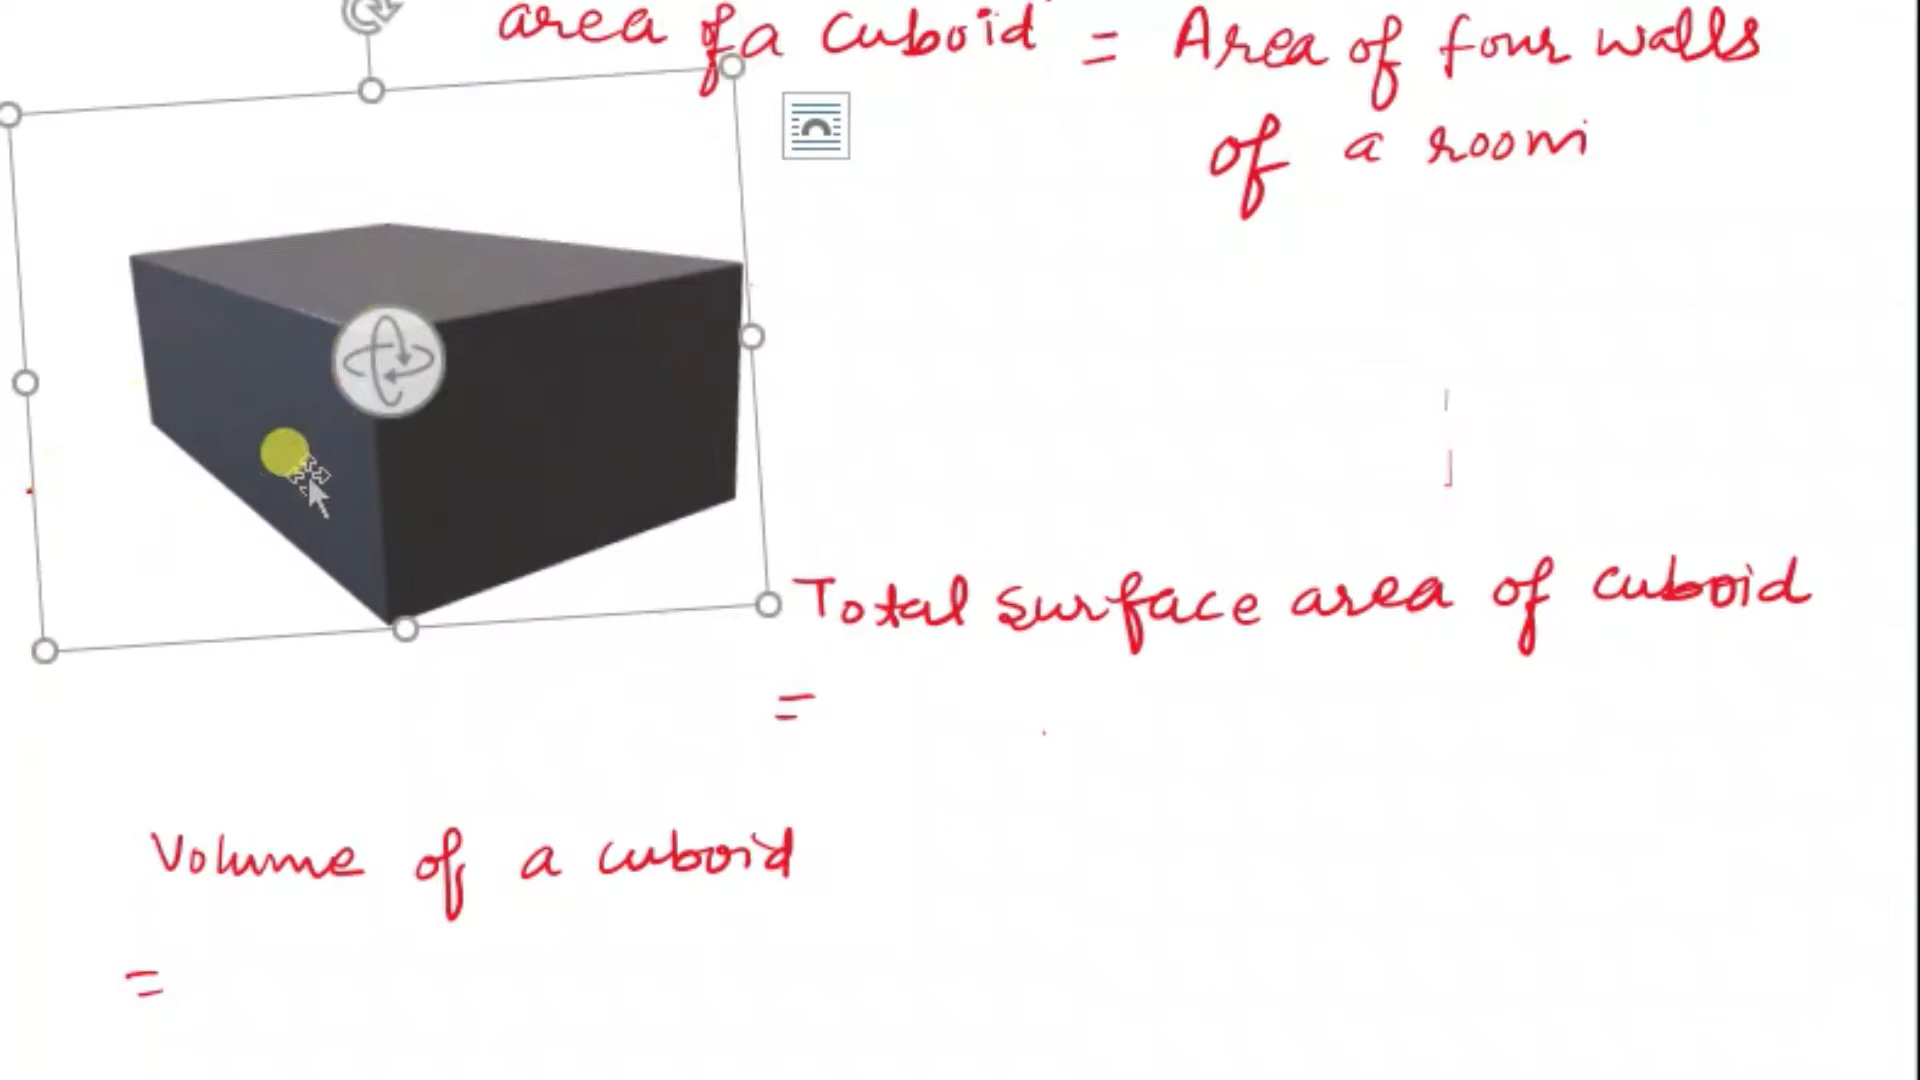 area of a cuboid = Area of four walls
of a room
Total surface area of cuboid
=
Volume of a cuboid
=